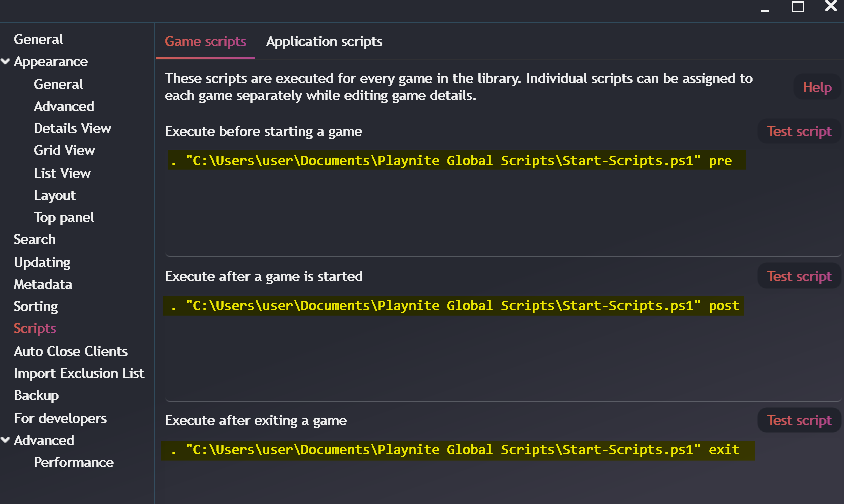 General
Appearance
General
Advanced
Details View
Grid View
List View
Layout
Top panel
Search
Updating
Metadata
Sorting
Scripts
Auto Close Clients
Import Exclusion List
Backup
For developers
Advanced
Performance
Game scripts Application scripts
These scripts are executed for every game in the library. Individual scripts can be assigned to
each game separately while editing game details.
Help
Execute before starting a game
Test script
. "C:\Users\user\Documents\Playnite Global Scripts\Start-Scripts.ps1" pre
Execute after a game is started
Test script
. "C:\Users\user\Documents\Playnite Global Scripts\Start-Scripts.ps1" post
Execute after exiting a game
Test script
. "C:\Users\user\Documents\Playnite Global Scripts\Start-Scripts.ps1" exit